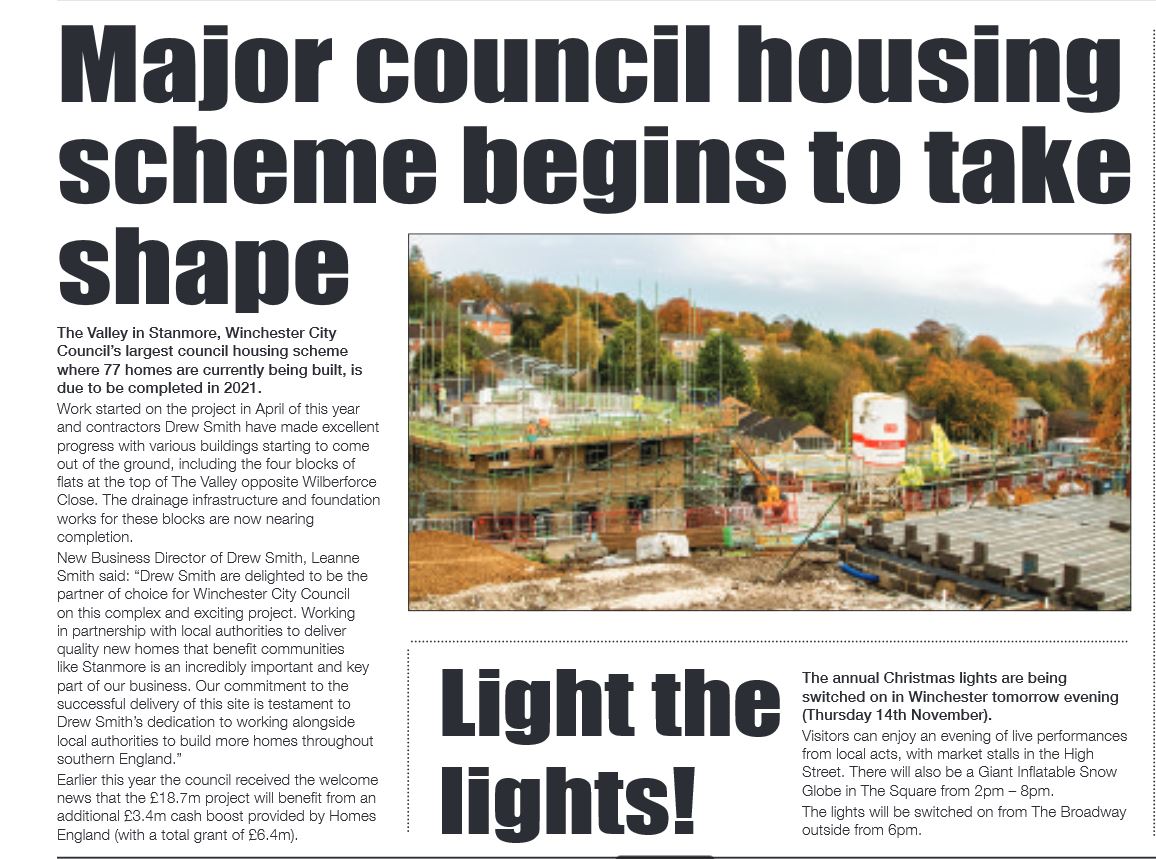 Major council housing
scheme begins to take
shape
The Valley in Stanmore, Winchester City
Council’s largest council housing scheme
where 77 homes are currently being built, is
due to be completed in 2021.
Work started on the project in April of this year
and contractors Drew Smith have made excellent
progress with various buildings starting to come
out of the ground, including the four blocks of
flats at the top of The Valley opposite Wilberforce
Close. The drainage infrastructure and foundation
works for these blocks are now nearing
completion.
New Business Director of Drew Smith, Leanne
Smith said: “Drew Smith are delighted to be the
partner of choice for Winchester City Council
on this complex and exciting project. Working
in partnership with local authorities to deliver
quality new homes that benefit communities
like Stanmore is an incredibly important and key
part of our business. Our commitment to the
successful delivery of this site is testament to
Drew Smith’s dedication to working alongside
local authorities to build more homes throughout
southern England.”
Earlier this year the council received the welcome
news that the £18.7m project will benefit from an
additional £3.4m cash boost provided by Homes
England (with a total grant of £6.4m).
Light the
lights!
The annual Christmas lights are being
switched on in Winchester tomorrow evening
(Thursday 14th November).
Visitors can enjoy an evening of live performances
from local acts, with market stalls in the High
Street. There will also be a Giant Inflatable Snow
Globe in The Square from 2pm – 8pm.
The lights will be switched on from The Broadway
outside from 6pm.